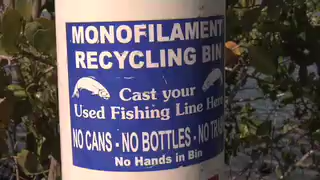 MONOFILAMENT
RECYCLING BIN
Cast your
Used Fishing Line Here
NO CANS - NO BOTTLES - NO
No Hands in Bin